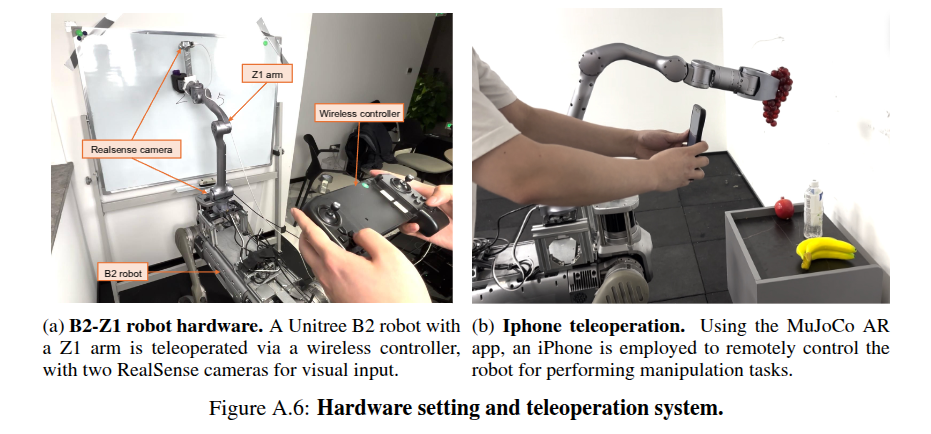 Z1 arm
Wireless controller
Realsense camera
B2 robot
(a) B2-Z1 robot hardware. A Unitree B2 robot with
a Z1 arm is teleoperated via a wireless controller,
with two RealSense cameras for visual input.
(b) Iphone teleoperation. Using the MuJoCo AR
app, an iPhone is employed to remotely control the
robot for performing manipulation tasks.
Figure A.6: Hardware setting and teleoperation system.